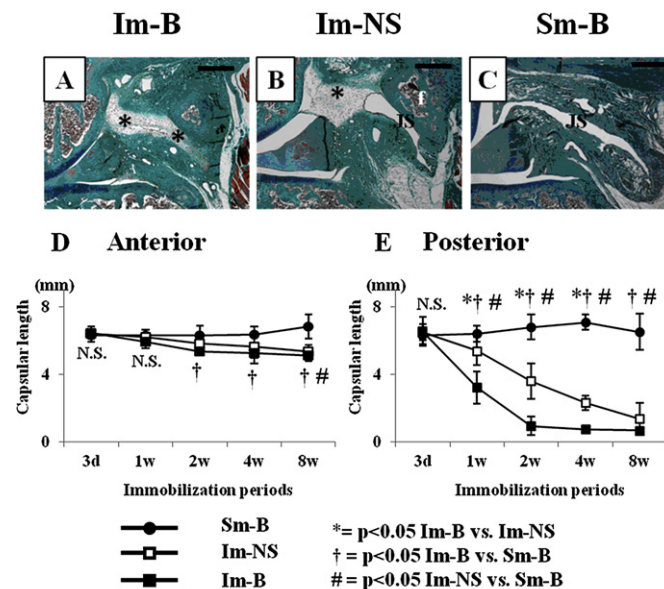 Im-B Im-NS Sm-B
A B C
* * * f JS JS
D Anterior E Posterior
(mm) (mm)
Capsular length
8
4
0
N.S. N.S. † † † #
3d 1w 2w 4w 8w
Immobilization periods
Capsular length
8
4
0
N.S. *† # *† # *† # † #
3d 1w 2w 4w 8w
Immobilization periods
Sm-B *= p<0.05 Im-B vs. Im-NS
Im-NS † = p<0.05 Im-B vs. Sm-B
Im-B # = p<0.05 Im-NS vs. Sm-B